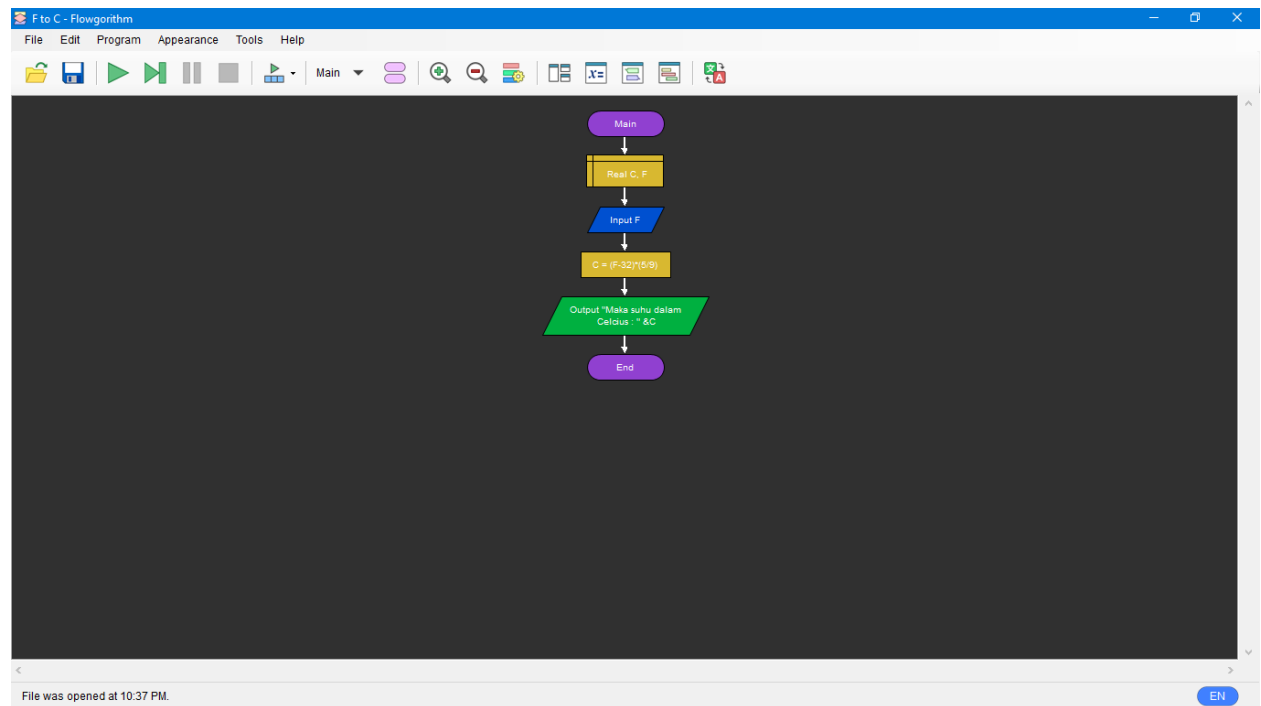 F to C - Flowgorithm
File Edit Program Appearance Tools Help
Main
Main
Real C, F
Input F
C = (F-32)*(5/9)
Output "Maka suhu dalam
Celcius : " &C
End
File was opened at 10:37 PM.
EN